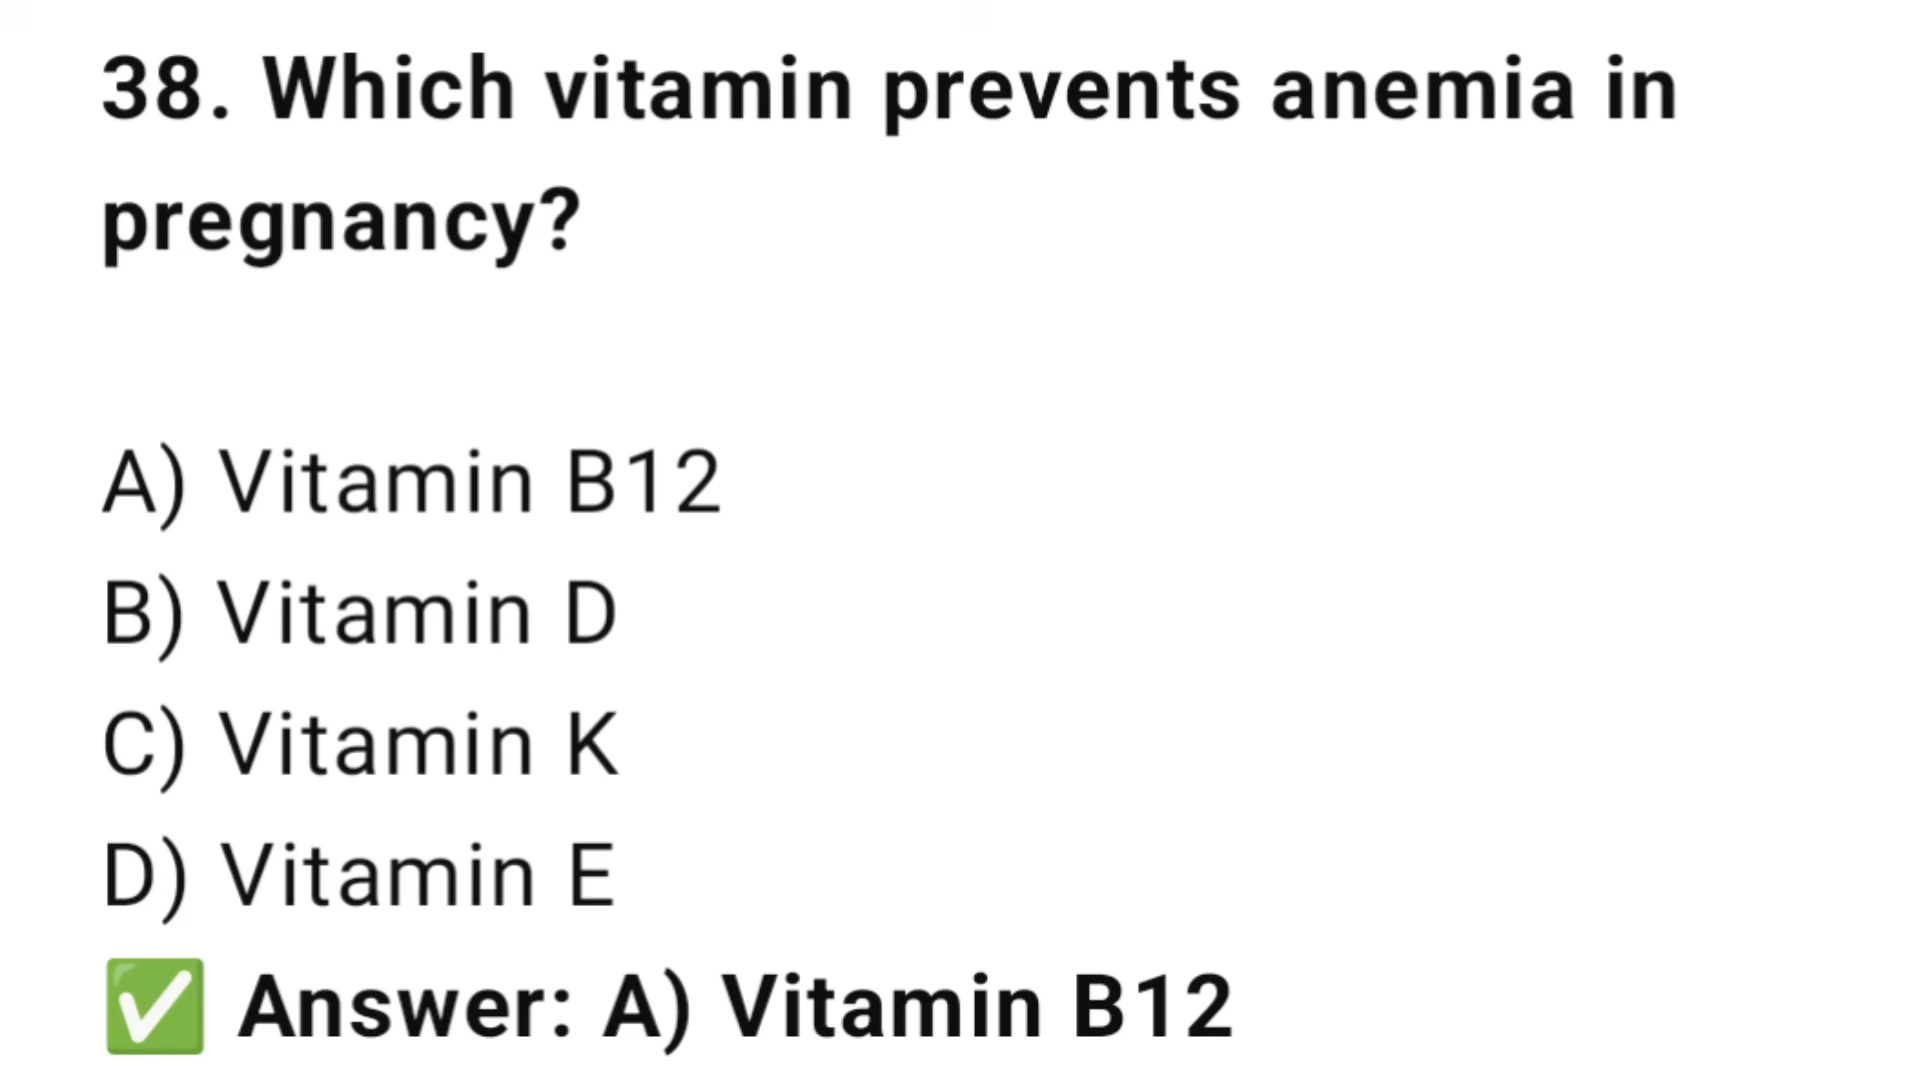 38. Which vitamin prevents anemia in
pregnancy?
A) Vitamin B12
B) Vitamin D
C) Vitamin K
D) Vitamin E
✅ Answer: A) Vitamin B12